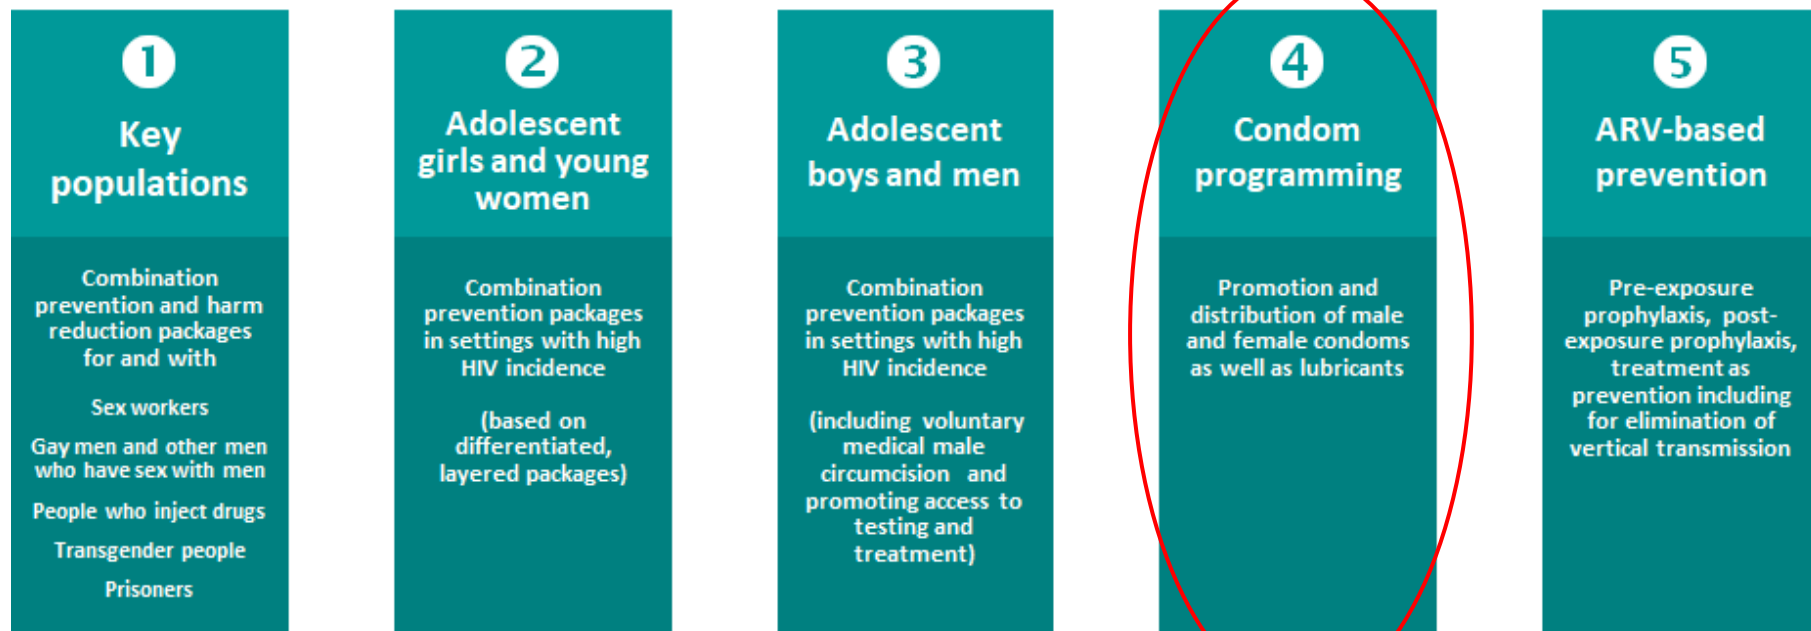 1
Key
populations
Combination
prevention and harm
reduction packages
for and with
Sex workers
Gay men and other men
who have sex with men
People who inject drugs
Transgender people
Prisoners
2
Adolescent
girls and young
women
Combination
prevention packages
in settings with high
HIV incidence
(based on
differentiated,
layered packages)
3
Adolescent
boys and men
Combination
prevention packages
in settings with high
HIV incidence
(including voluntary
medical male
circumcision and
promoting access to
testing and
treatment)
4
Condom
programming
Promotion and
distribution of male
and female condoms
as well as lubricants
5
ARV-based
prevention
Pre-exposure
prophylaxis, post-
exposure prophylaxis,
treatment as
prevention including
for elimination of
vertical transmission